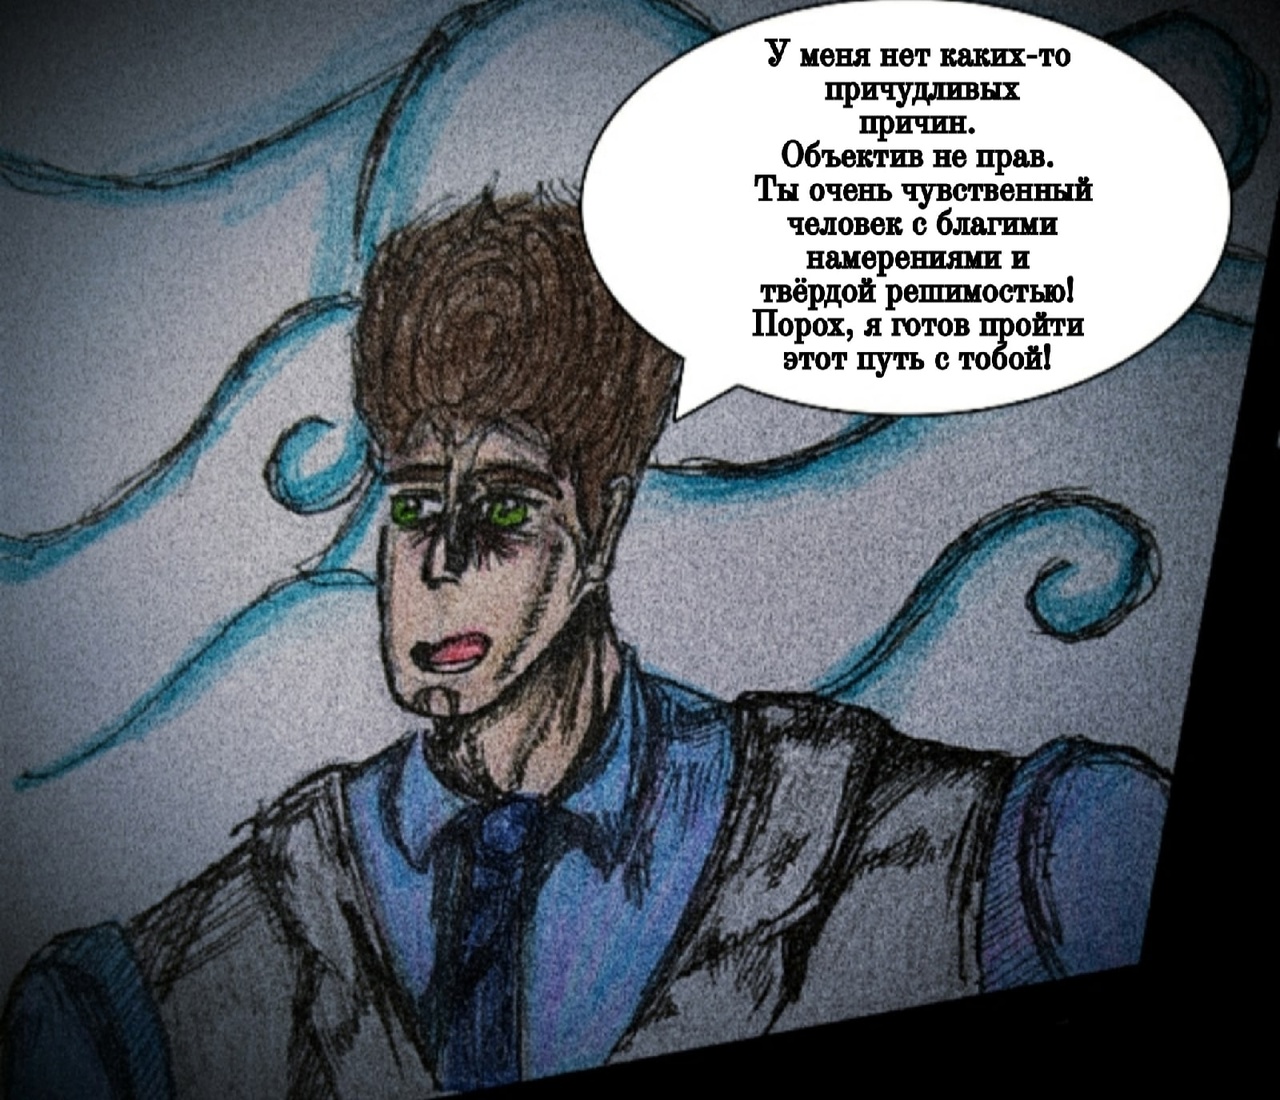 У меня нет каких-то
причудливых
причин.
Объектив не прав.
Ты очень чувственный
человек с благими
намерениями и
твёрдой решимостью!
Порох, я готов пройти
этот путь с тобой!